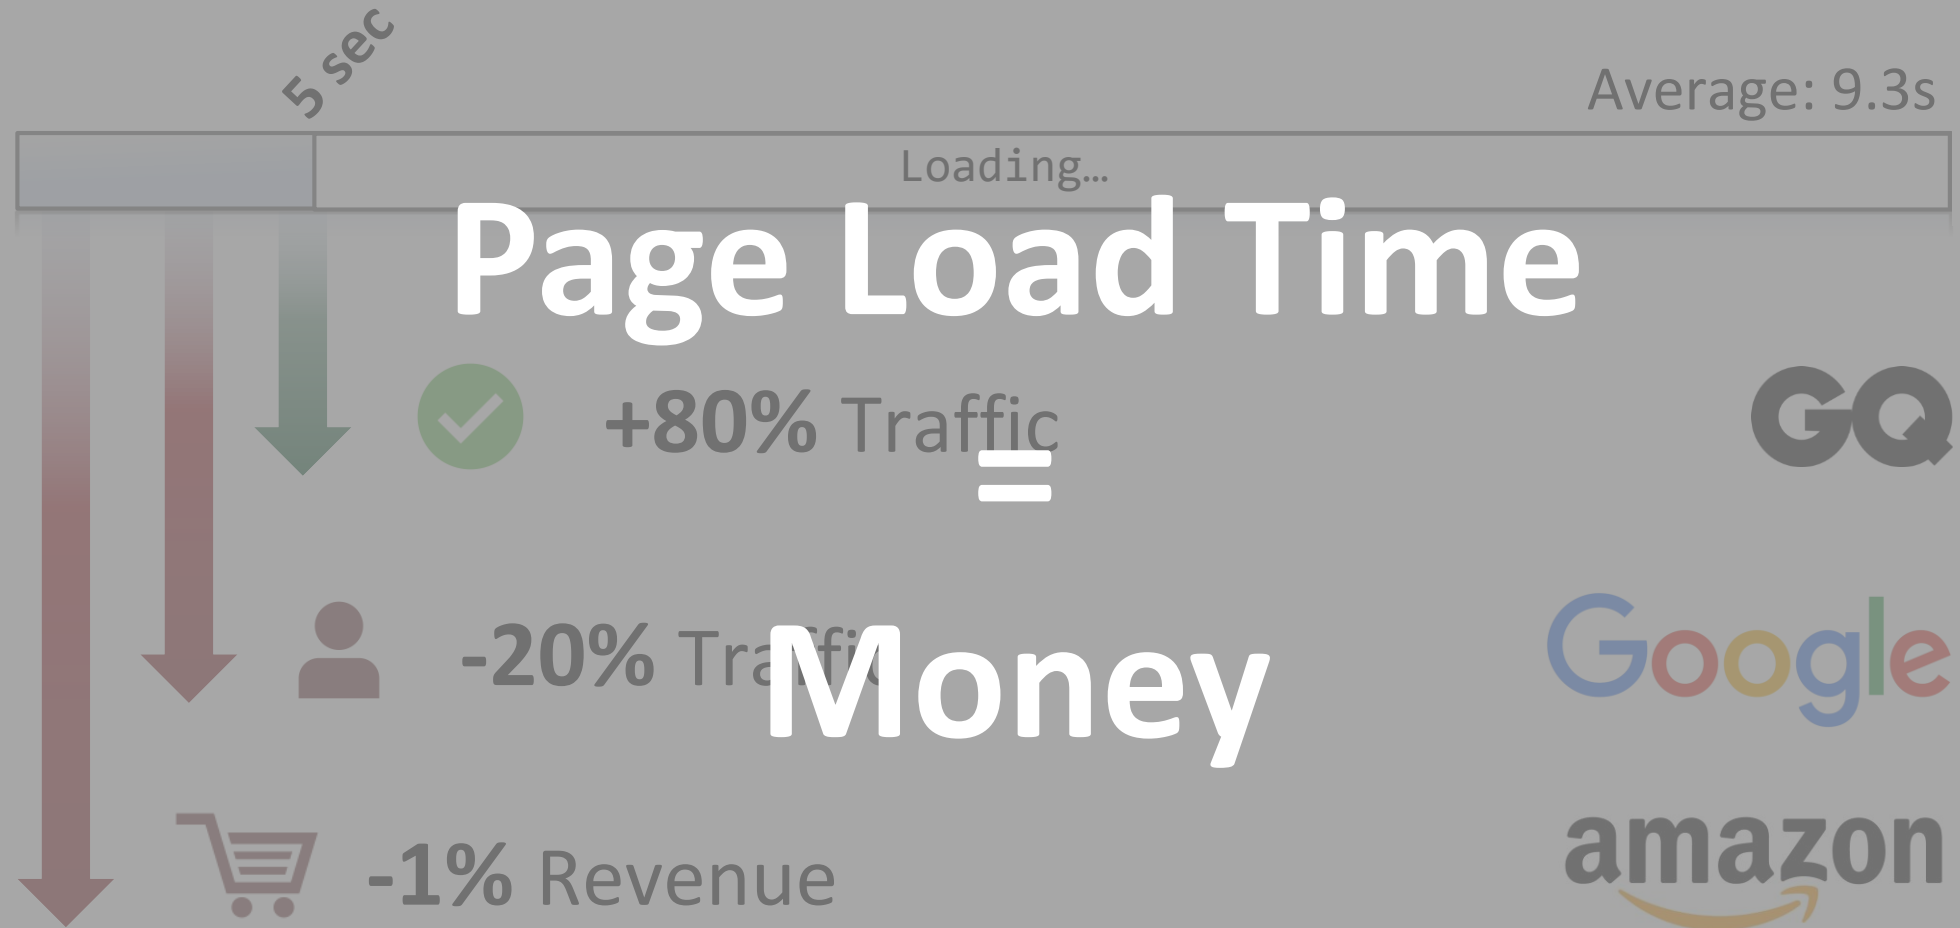 5 sec
Average: 9.3s
Loading…
Page Load Time
+80% Traffic
GQ
=
-20% Traffic
Google
Money
-1% Revenue
amazon